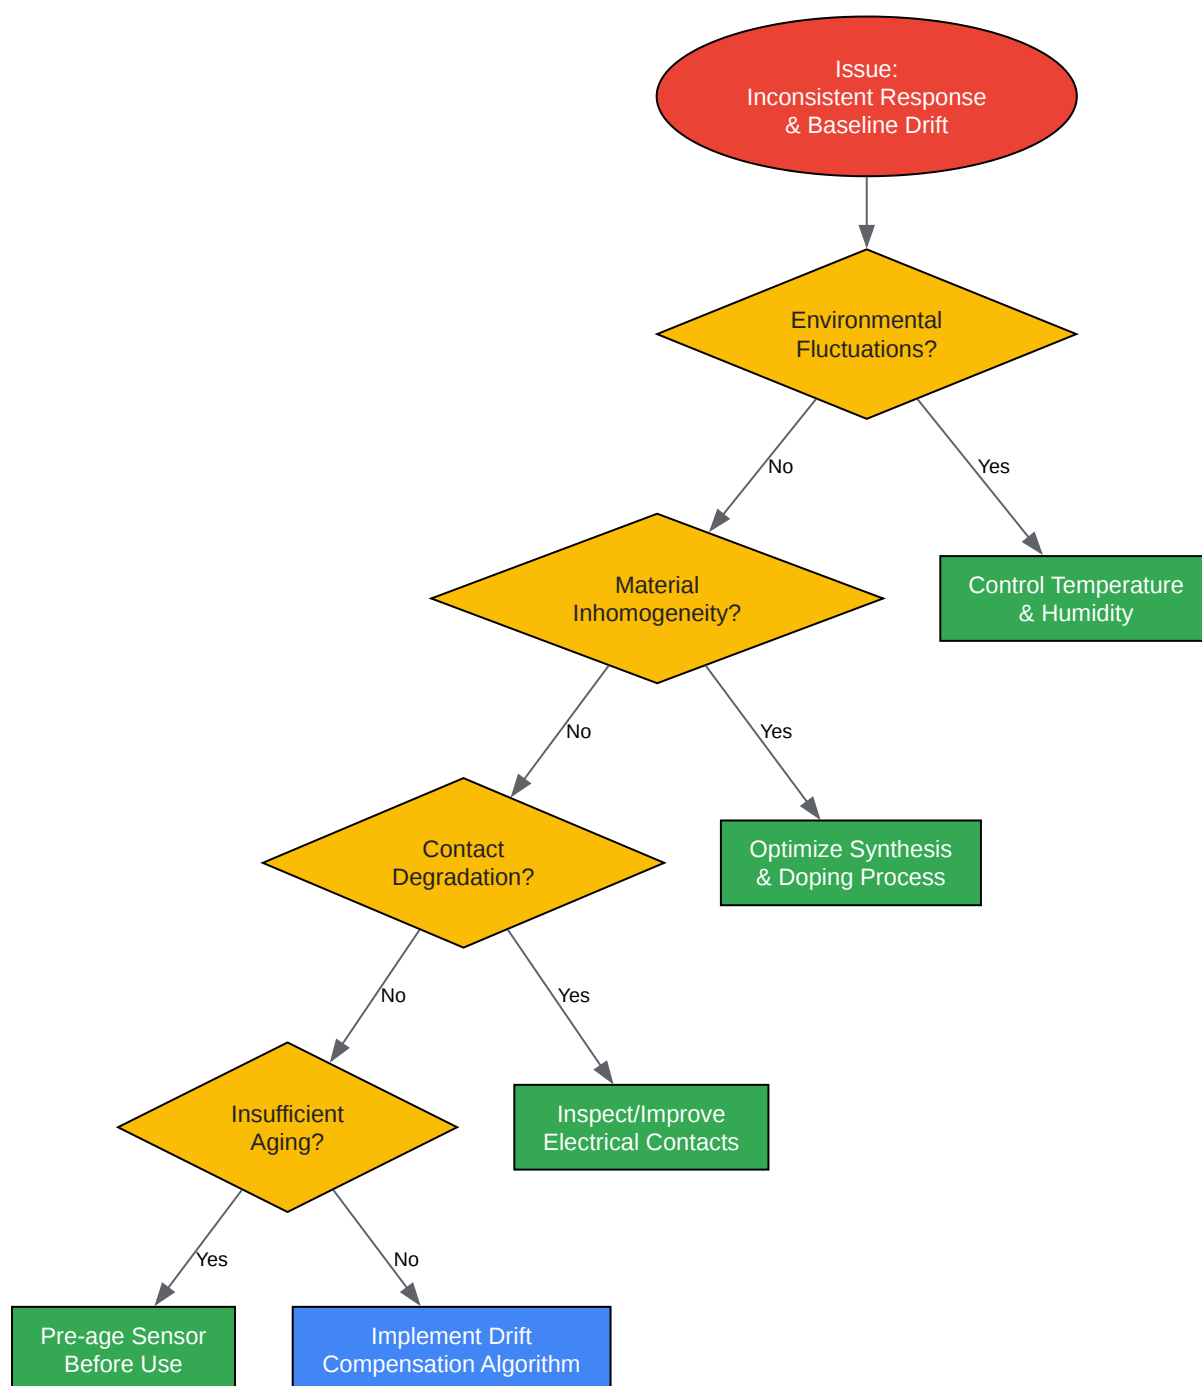 Issue:
Inconsistent Response
& Baseline Drift
Environmental
Fluctuations?
No
Yes
Material
Inhomogeneity?
Control Temperature
& Humidity
No
Yes
Contact
Degradation?
Optimize Synthesis
& Doping Process
No
Yes
Insufficient
Aging?
Inspect/Improve
Electrical Contacts
Yes
No
Pre-age Sensor
Before Use
Implement Drift
Compensation Algorithm